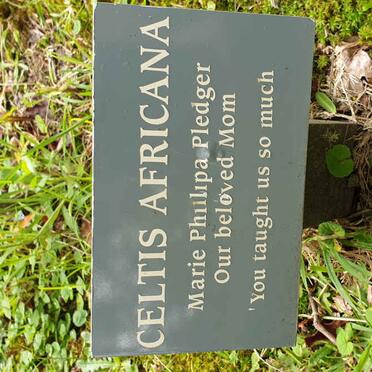 CELTIS AFRICANA
Marie Philipa Pledger
Our beloved Mom
'You taught us so much